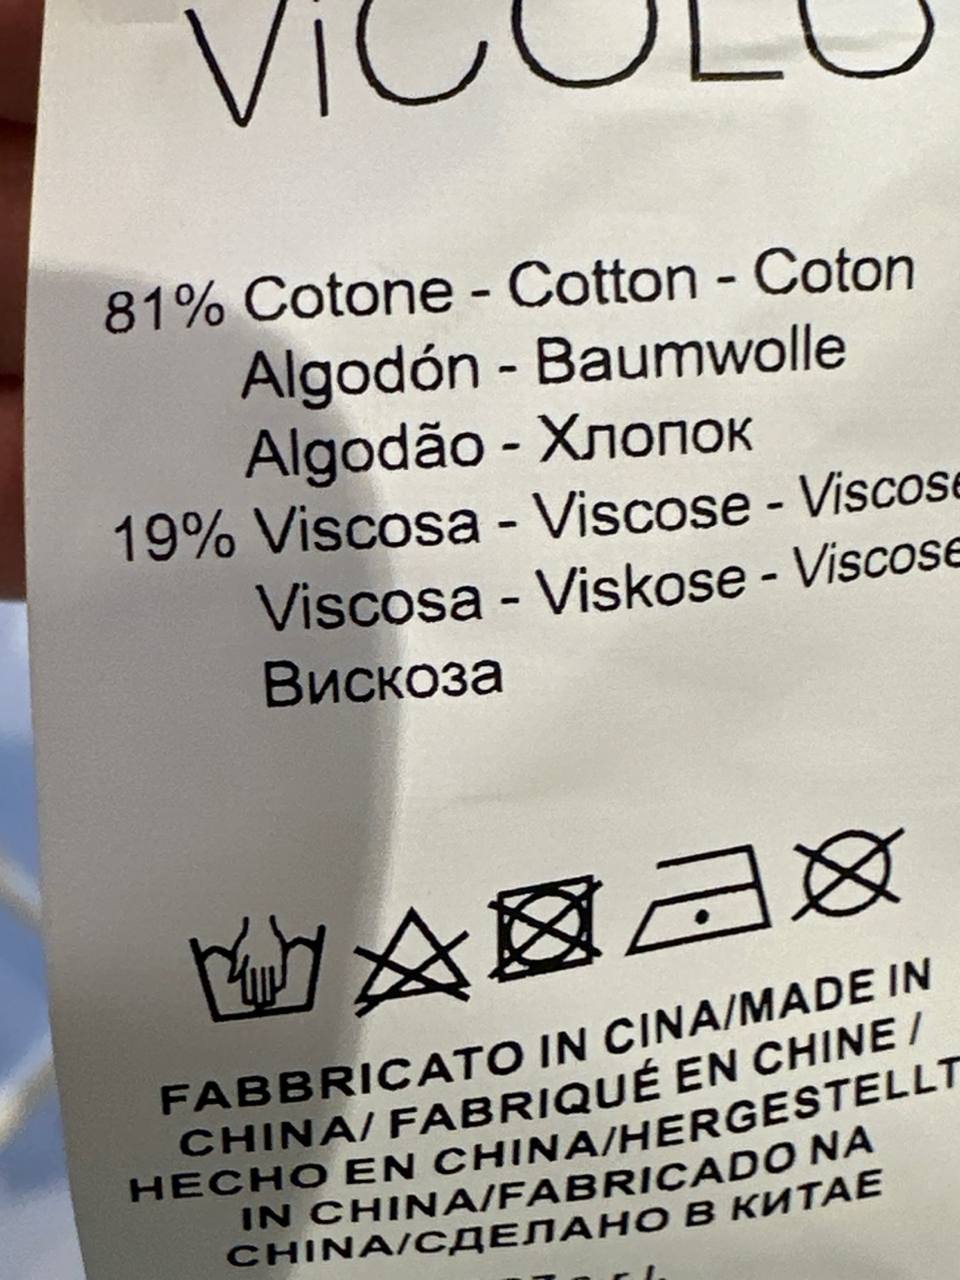 ViCOLO
81% Cotone - Cotton - Coton
Algodón - Baumwolle
Algodão - Хлопок
19% Viscosa - Viscose - Viscose
Viscosa - Viskose - Viscose
Вискоза
FABBRICATO IN CINA/MADE IN
CHINA/ FABRIQUÉ EN CHINE /
HECHO EN CHINA/HERGESTELLT
IN CHINA/FABRICADO NA
CHINA/СДЕЛАНО В КИТАЕ